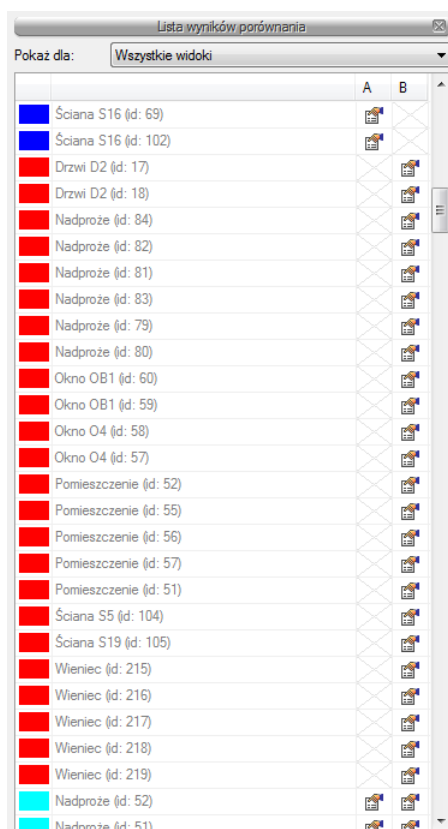 Lista wyników porównania
Pokaż dla: Wszystkie widoki
A B
Ściana S16 (id: 69)
Ściana S16 (id: 102)
Drzwi D2 (id: 17)
Drzwi D2 (id: 18)
Nadproże (id: 84)
Nadproże (id: 82)
Nadproże (id: 81)
Nadproże (id: 83)
Nadproże (id: 79)
Nadproże (id: 80)
Okno OB1 (id: 60)
Okno OB1 (id: 59)
Okno O4 (id: 58)
Okno O4 (id: 57)
Pomieszczenie (id: 52)
Pomieszczenie (id: 55)
Pomieszczenie (id: 56)
Pomieszczenie (id: 57)
Pomieszczenie (id: 51)
Ściana S5 (id: 104)
Ściana S19 (id: 105)
Wieniec (id: 215)
Wieniec (id: 216)
Wieniec (id: 217)
Wieniec (id: 218)
Wieniec (id: 219)
Nadproże (id: 52)
Nadproże (id: 51)